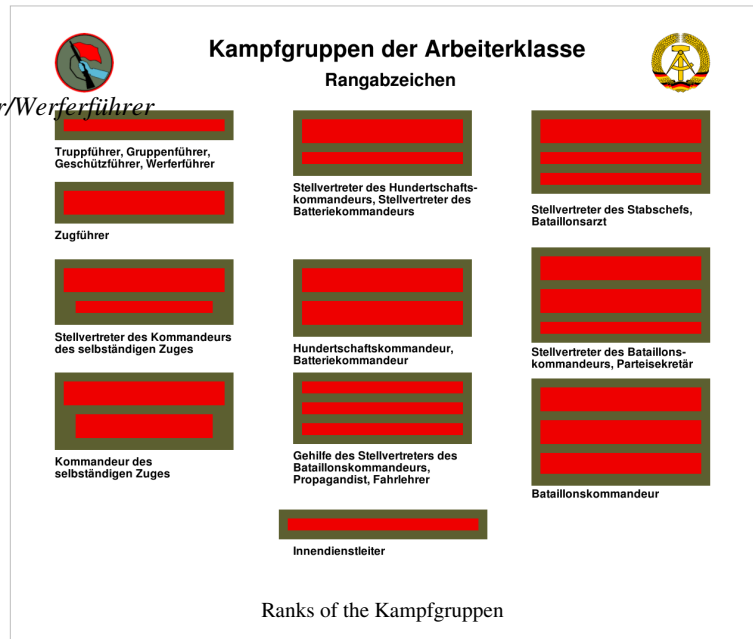 Kampfgruppen der Arbeiterklasse
Rangabzeichen
r/Werferführer
Truppführer, Gruppenführer,
Geschützführer, Werferführer
Zugführer
Stellvertreter des Kommandeurs
des selbständigen Zuges
Kommandeur des
selbständigen Zuges
Stellvertreter des Hundertschafts-
kommandeurs, Stellvertreter des
Batteriekommandeurs
Hundertschaftskommandeur,
Batteriekommandeur
Gehilfe des Stellvertreters des
Bataillonskommandeurs,
Propagandist, Fahrlehrer
Innendienstleiter
Stellvertreter des Stabschefs,
Bataillonsarzt
Stellvertreter des Bataillons-
kommandeurs, Parteisekretär
Bataillonskommandeur
Ranks of the Kampfgruppen